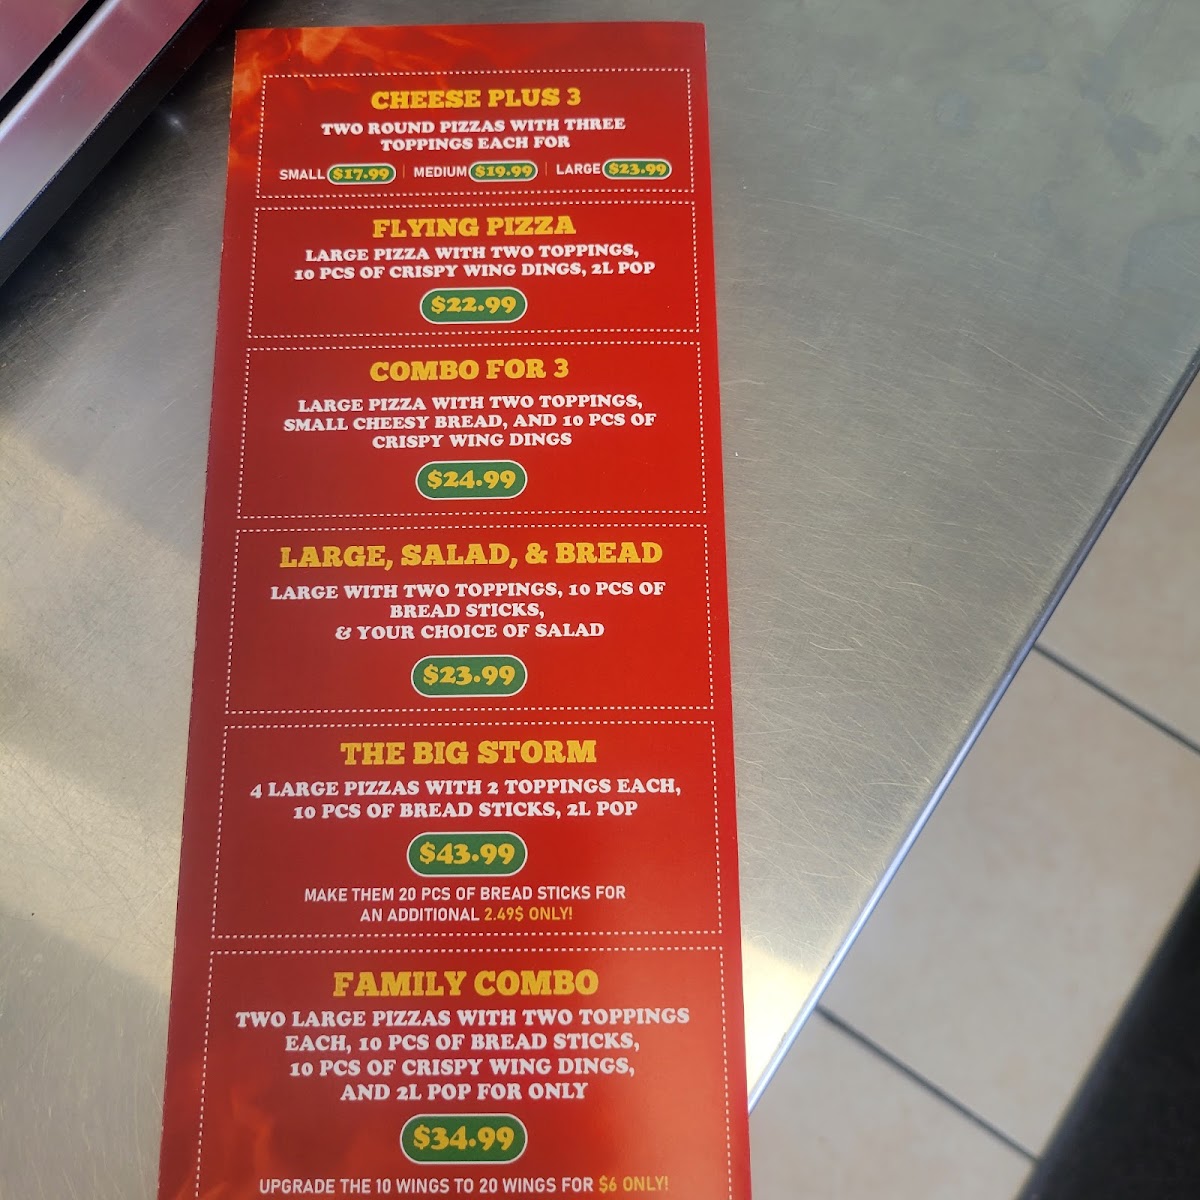 CHEESE PLUS 3
TWO ROUND PIZZAS WITH THREE
TOPPINGS EACH FOR
SMALL $17.99 | MEDIUM $19.99 | LARGE $23.99
FLYING PIZZA
LARGE PIZZA WITH TWO TOPPINGS,
10 PCS OF CRISPY WING DINGS, 2L POP
$22.99
COMBO FOR 3
LARGE PIZZA WITH TWO TOPPINGS,
SMALL CHEESY BREAD, AND 10 PCS OF
CRISPY WING DINGS
$24.99
LARGE, SALAD, & BREAD
LARGE WITH TWO TOPPINGS, 10 PCS OF
BREAD STICKS,
& YOUR CHOICE OF SALAD
$23.99
THE BIG STORM
4 LARGE PIZZAS WITH 2 TOPPINGS EACH,
10 PCS OF BREAD STICKS, 2L POP
$43.99
MAKE THEM 20 PCS OF BREAD STICKS FOR
AN ADDITIONAL 2.49$ ONLY!
FAMILY COMBO
TWO LARGE PIZZAS WITH TWO TOPPINGS
EACH, 10 PCS OF BREAD STICKS,
10 PCS OF CRISPY WING DINGS,
AND 2L POP FOR ONLY
$34.99
UPGRADE THE 10 WINGS TO 20 WINGS FOR $6 ONLY!